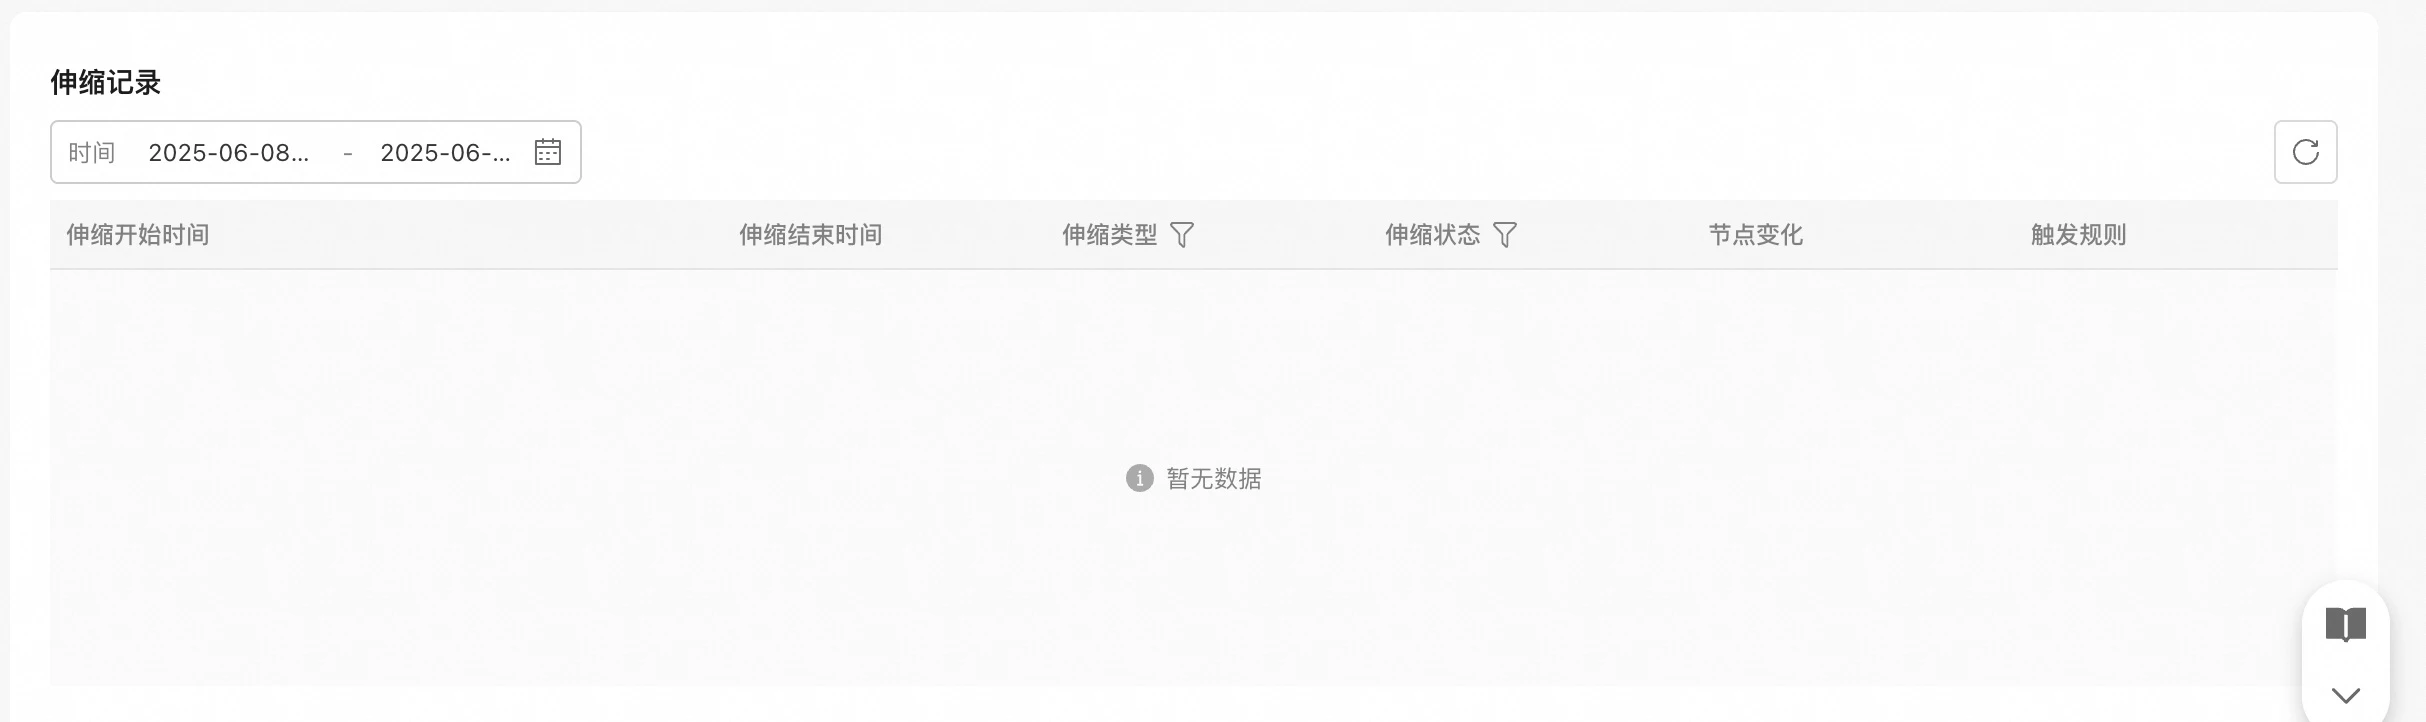 伸缩记录
时间 2025-06-08... - 2025-06-...
伸缩开始时间 伸缩结束时间 伸缩类型 伸缩状态 节点变化 触发规则
暂无数据